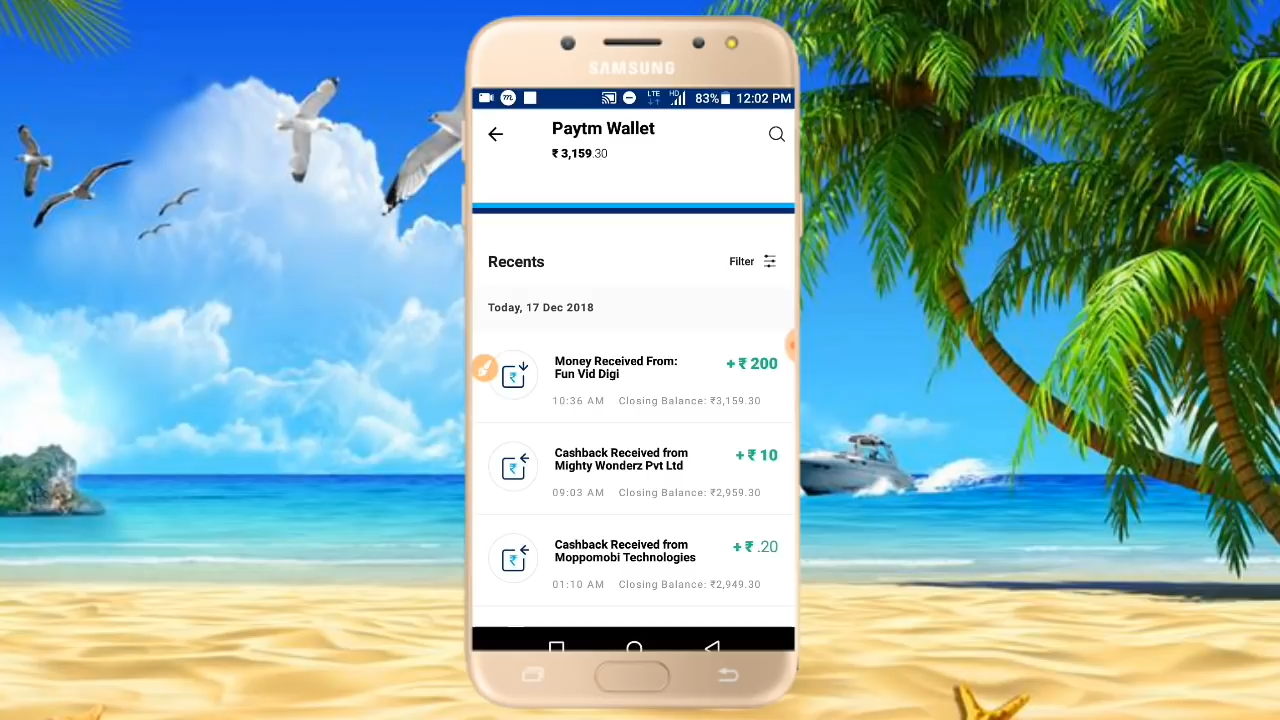 SAMSUNG
LTE HD 83% 12:02 PM
Paytm Wallet
₹ 3,159.30
Recents
Filter
Today, 17 Dec 2018
Money Received From:
Fun Vid Digi
+ ₹ 200
10:36 AM Closing Balance: ₹3,159.30
Cashback Received from
Mighty Wonderz Pvt Ltd
+ ₹ 10
09:03 AM Closing Balance: ₹2,959.30
Cashback Received from
Moppomobi Technologies
+ ₹ .20
01:10 AM Closing Balance: ₹2,949.30